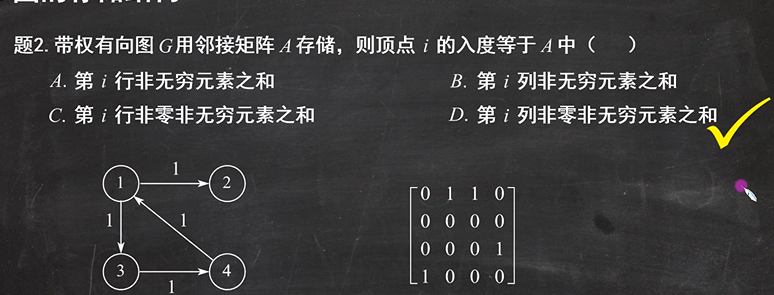 题2. 带权有向图 G 用邻接矩阵 A 存储，则顶点 i 的入度等于 A 中（ ）
A. 第 i 行非无穷元素之和
B. 第 i 列非无穷元素之和
C. 第 i 行非零非无穷元素之和
D. 第 i 列非零非无穷元素之和
1 1 2
1 1
3 1 4
0 1 1 0
0 0 0 0
0 0 0 1
1 0 0 0